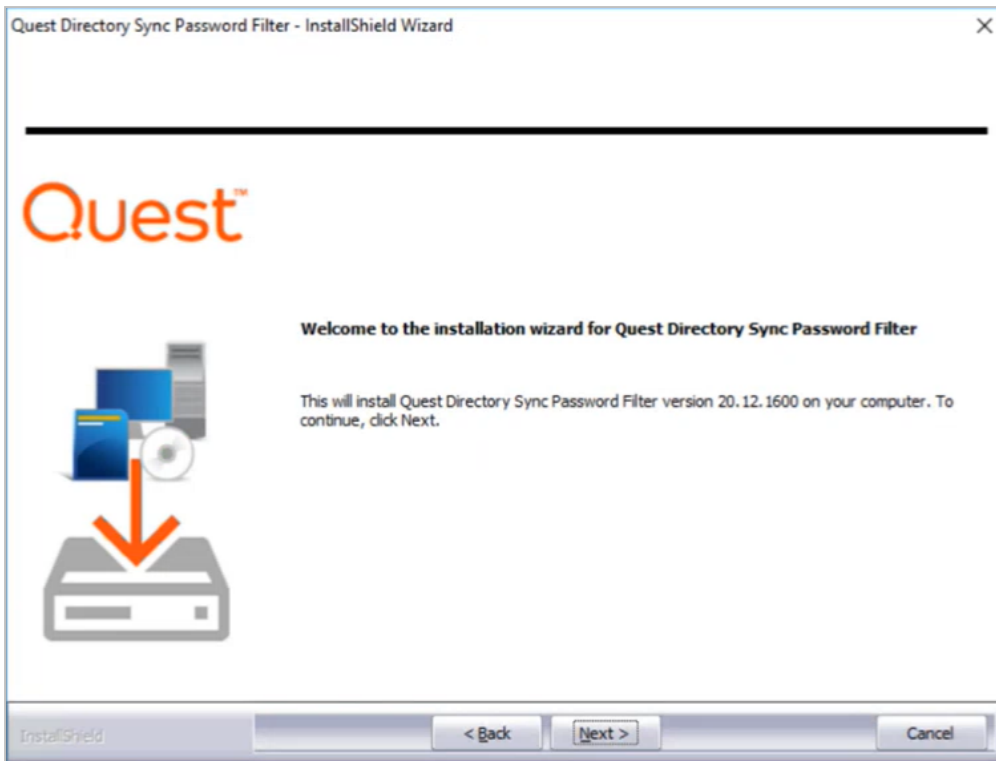 Quest Directory Sync Password Filter - InstallShield Wizard
Quest™
Welcome to the installation wizard for Quest Directory Sync Password Filter
This will install Quest Directory Sync Password Filter version 20.12.1600 on your computer. To
continue, click Next.
InstallShield
< Back
Next >
Cancel